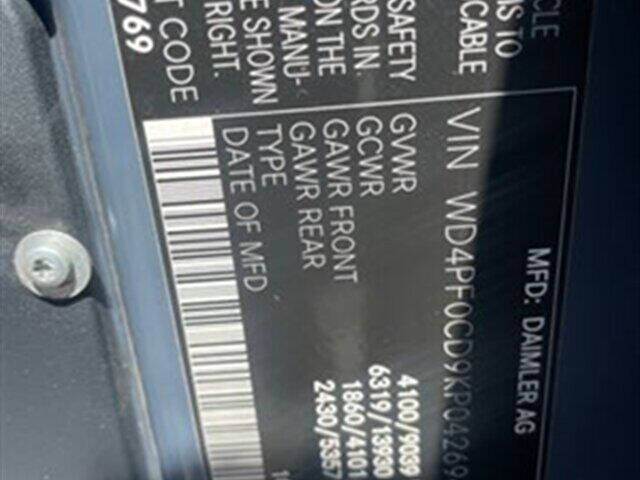 MFD: DAIMLER AG
VIN WD4PF0CD9KP04269
GVWR 4100/9039
GCWR 6319/13930
GAWR FRONT 1860/4101
GAWR REAR 2430/5357
TYPE
DATE OF MFD
CLE
IS TO
CABLE
SAFETY
RDS IN
ON THE
MANU-
E SHOWN
RIGHT.
T CODE
769